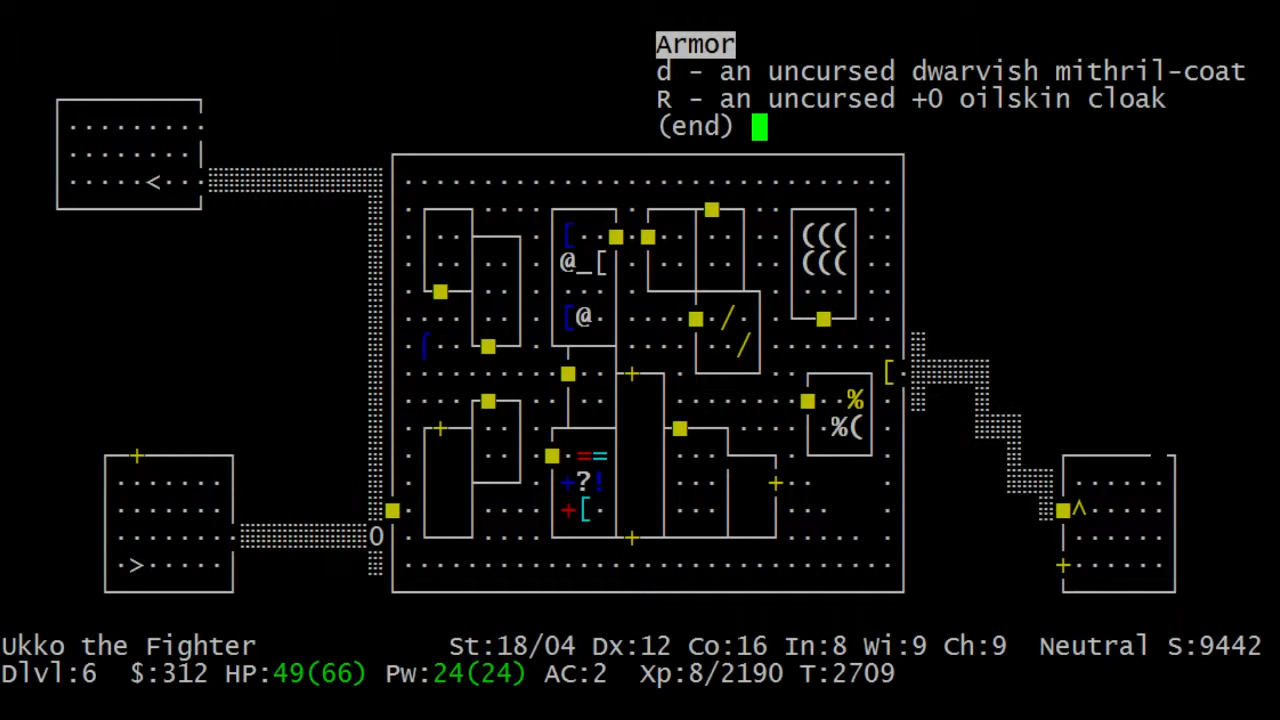 Armor
d - an uncursed dwarvish mithril-coat
R - an uncursed +0 oilskin cloak
(end)
Ukko the Fighter St:18/04 Dx:12 Co:16 In:8 Wi:9 Ch:9 Neutral S:9442
Dlvl:6 $:312 HP:49(66) Pw:24(24) AC:2 Xp:8/2190 T:2709